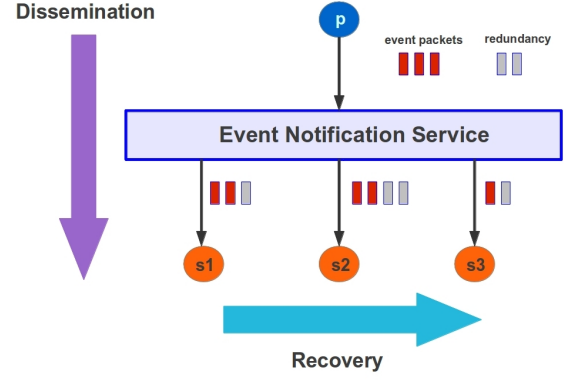 Dissemination
p
event packets
redundancy
Event Notification Service
s1
s2
s3
Recovery